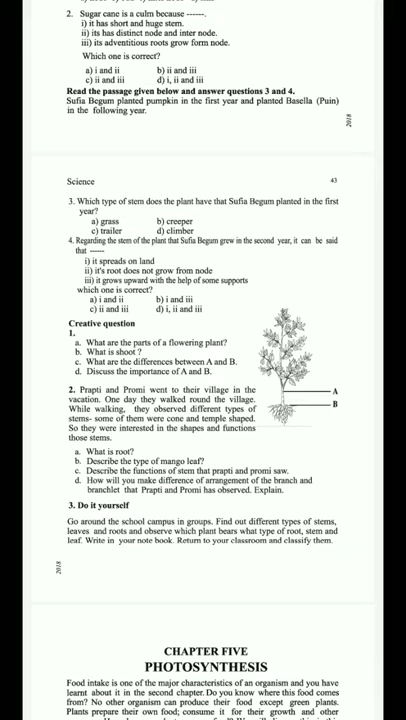 2. Sugar cane is a culm because ------.
i) it has short and huge stem.
ii) its has distinct node and inter node.
iii) its adventitious roots grow form node.
Which one is correct?
a) i and ii b) ii and iii
c) ii and iii d) i, ii and iii
Read the passage given below and answer questions 3 and 4.
Sufia Begum planted pumpkin in the first year and planted Basella (Puin)
in the following year.
2018
Science 43
3. Which type of stem does the plant have that Sufia Begum planted in the first
year?
a) grass b) creeper
c) trailer d) climber
4. Regarding the stem of the plant that Sufia Begum grew in the second year, it can be said
that ------
i) it spreads on land
ii) it's root does not grow from node
iii) it grows upward with the help of some supports
which one is correct?
a) i and ii b) i and iii
c) ii and iii d) i, ii and iii
Creative question
1.
a. What are the parts of a flowering plant?
b. What is shoot ?
c. What are the differences between A and B.
d. Discuss the importance of A and B.
A
B
2. Prapti and Promi went to their village in the
vacation. One day they walked round the village.
While walking, they observed different types of
stems- some of them were cone and temple shaped.
So they were interested in the shapes and functions
those stems.
a. What is root?
b. Describe the type of mango leaf?
c. Describe the functions of stem that prapti and promi saw.
d. How will you make difference of arrangement of the branch and
branchlet that Prapti and Promi has observed. Explain.
3. Do it yourself
Go around the school campus in groups. Find out different types of stems,
leaves and roots and observe which plant bears what type of root, stem and
leaf. Write in your note book. Return to your classroom and classify them.
2018
CHAPTER FIVE
PHOTOSYNTHESIS
Food intake is one of the major characteristics of an organism and you have
learnt about it in the second chapter. Do you know where this food comes
from? No other organism can produce their food except green plants.
Plants prepare their own food; consume it for their growth and other